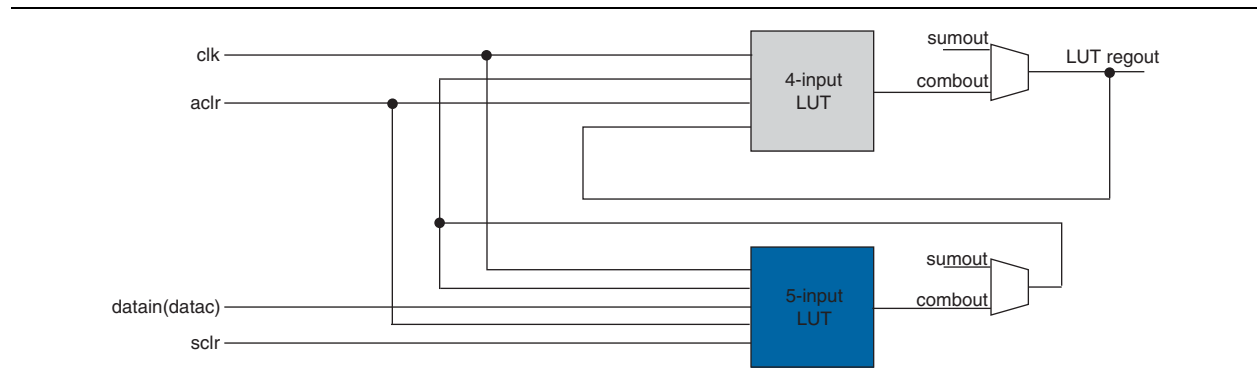 clk
aclr
4-input
LUT
sumout
combout
LUT regout
datain(datac)
sclr
5-input
LUT
sumout
combout